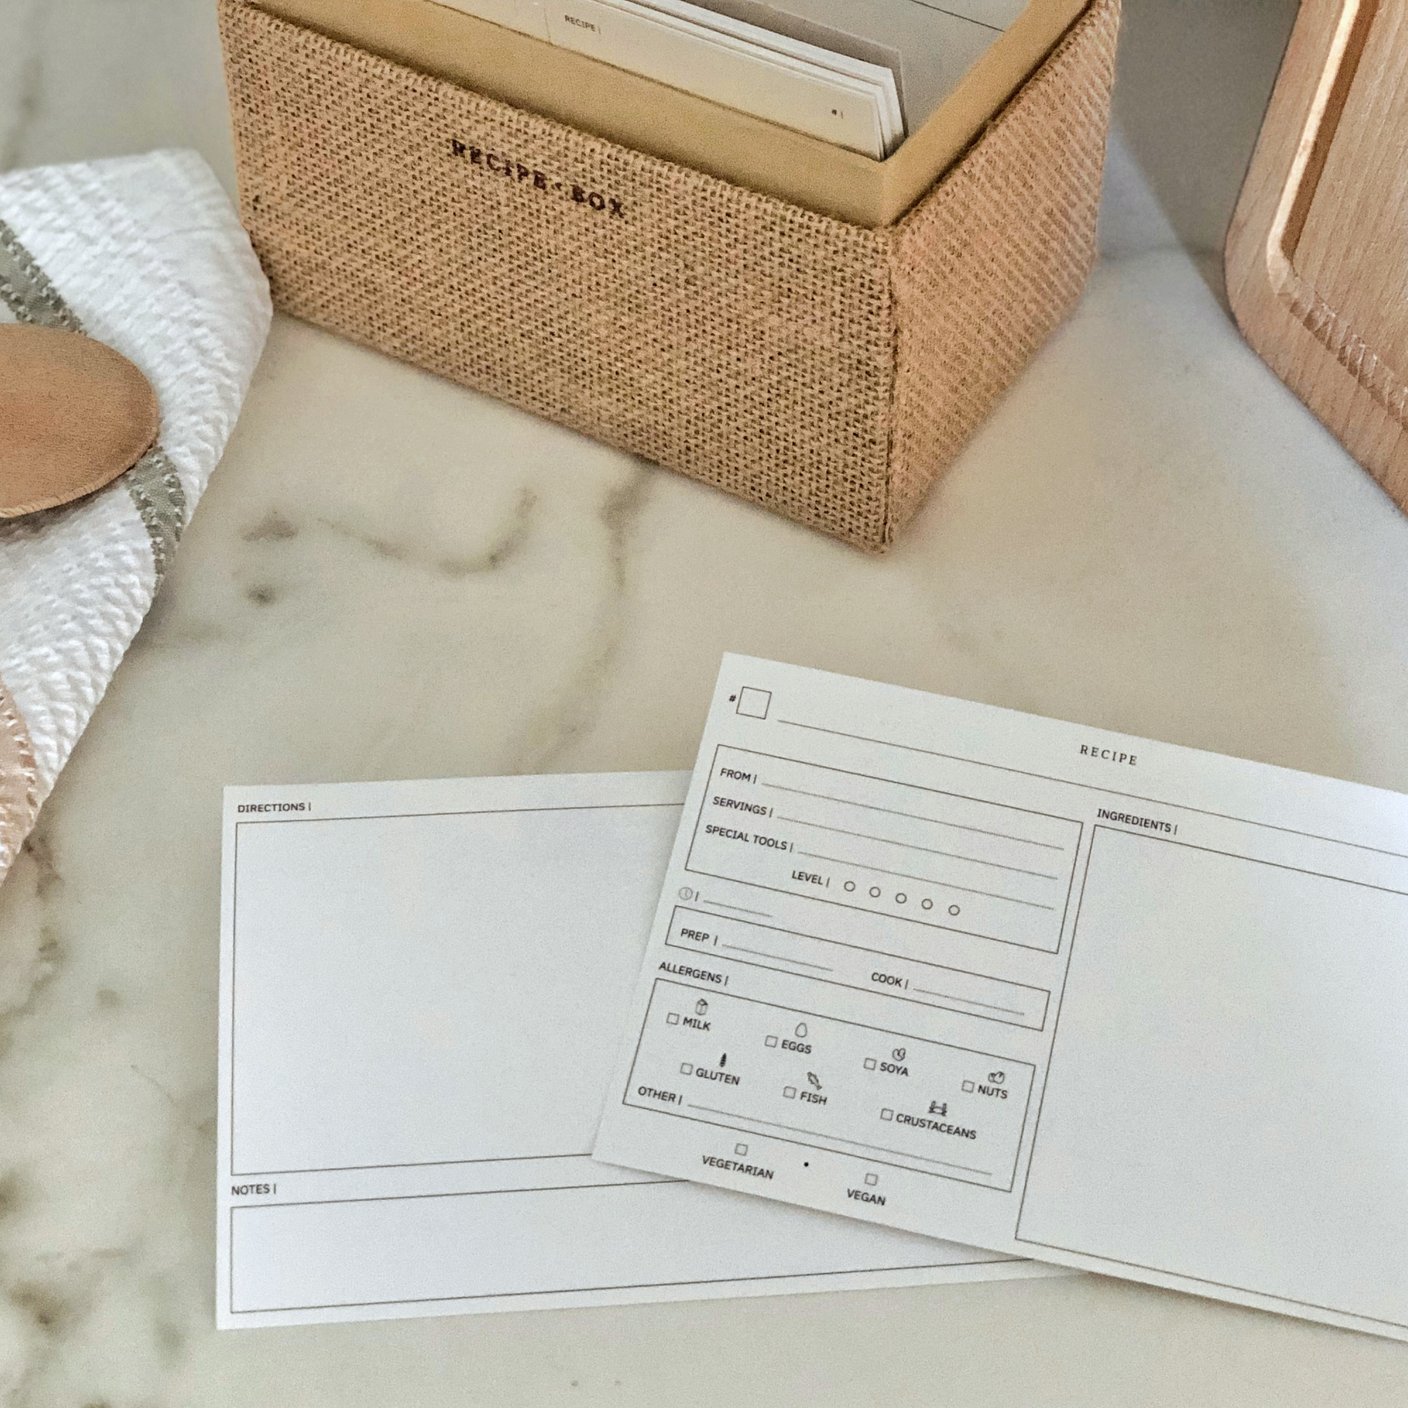 RECIPE |
# |
RECIPE · BOX
#
RECIPE
FROM |
SERVINGS |
SPECIAL TOOLS |
LEVEL |
|
PREP |
COOK |
ALLERGENS |
MILK
EGGS
SOYA
NUTS
GLUTEN
FISH
CRUSTACEANS
OTHER |
VEGETARIAN • VEGAN
INGREDIENTS |
DIRECTIONS |
NOTES |